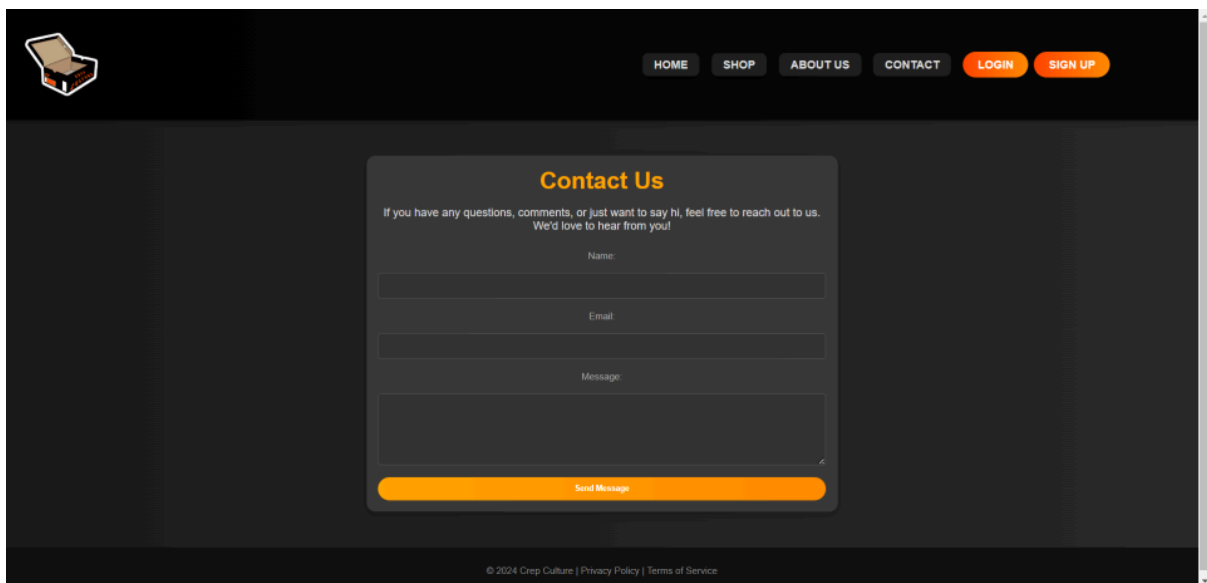 HOME SHOP ABOUT US CONTACT LOGIN SIGN UP
Contact Us
If you have any questions, comments, or just want to say hi, feel free to reach out to us.
We'd love to hear from you!
Name:
Email:
Message:
Send Message
© 2024 Crep Culture | Privacy Policy | Terms of Service